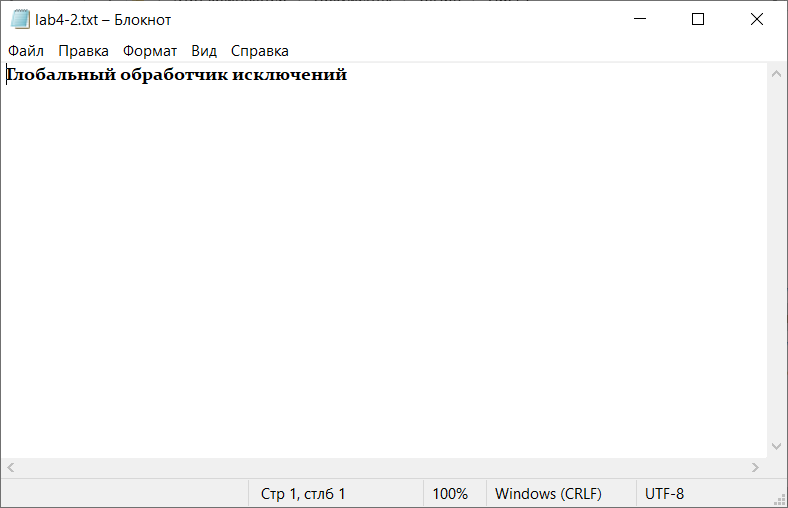 lab4-2.txt – Блокнот
Файл Правка Формат Вид Справка
Глобальный обработчик исключений
Стр 1, стлб 1 100% Windows (CRLF) UTF-8